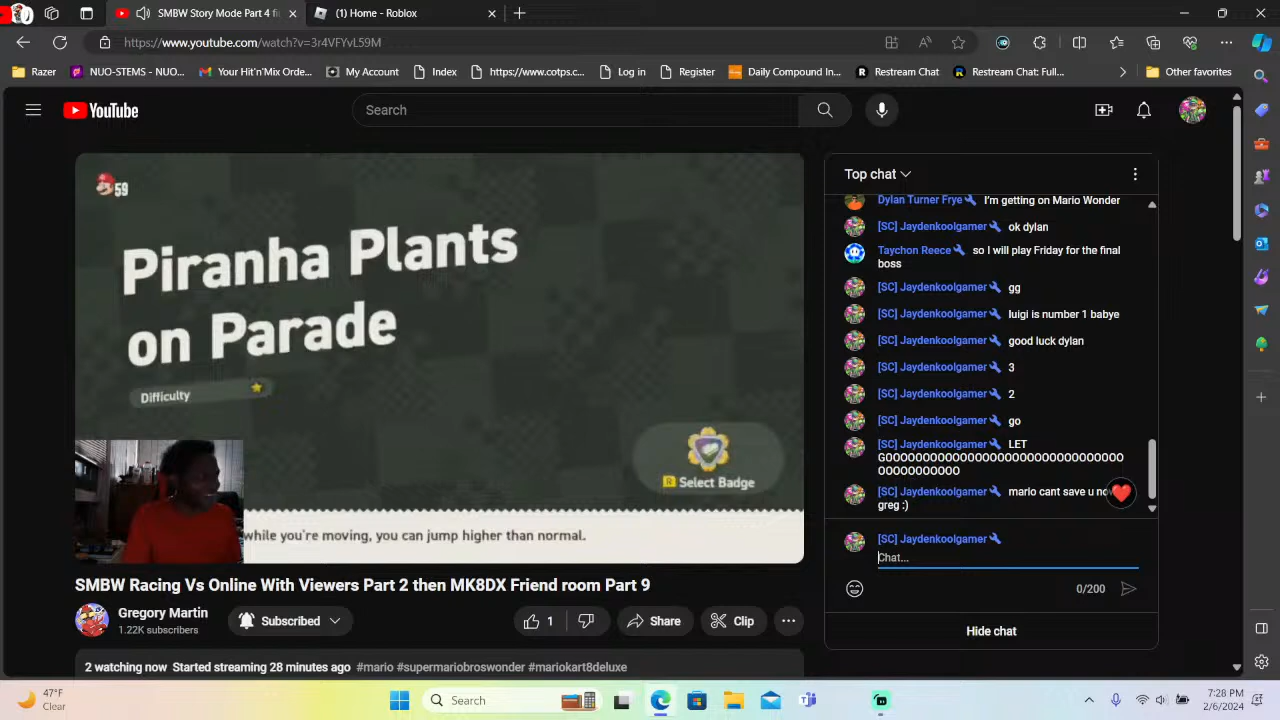 SMBW Story Mode Part 4 fi
(1) Home - Roblox
https://www.youtube.com/watch?v=3r4VFYvL59M
Razer
NUO-STEMS - NUO...
Your Hit'n'Mix Orde...
My Account
Index
https://www.cotps.c...
Log in
Register
Daily Compound In...
Restream Chat
Restream Chat: Full...
Other favorites
YouTube
Search
59
Piranha Plants
on Parade
Difficulty
R Select Badge
while you're moving, you can jump higher than normal.
SMBW Racing Vs Online With Viewers Part 2 then MK8DX Friend room Part 9
Gregory Martin
1.22K subscribers
Subscribed
1
Share
Clip
2 watching now Started streaming 28 minutes ago #mario #supermariobroswonder #mariokart8deluxe
Top chat
Dylan Turner Frye I'm getting on Mario Wonder
[SC] Jaydenkoolgamer ok dylan
Taychon Reece so I will play Friday for the final
boss
[SC] Jaydenkoolgamer gg
[SC] Jaydenkoolgamer luigi is number 1 babye
[SC] Jaydenkoolgamer good luck dylan
[SC] Jaydenkoolgamer 3
[SC] Jaydenkoolgamer 2
[SC] Jaydenkoolgamer go
[SC] Jaydenkoolgamer LET
GOOOOOOOOOOOOOOOOOOOOOOOOOOOOOOO
OOOOOOOOOOO
[SC] Jaydenkoolgamer mario cant save u
greg :)
[SC] Jaydenkoolgamer
Chat...
0/200
Hide chat
47°F
Clear
Search
7:28 PM
2/6/2024